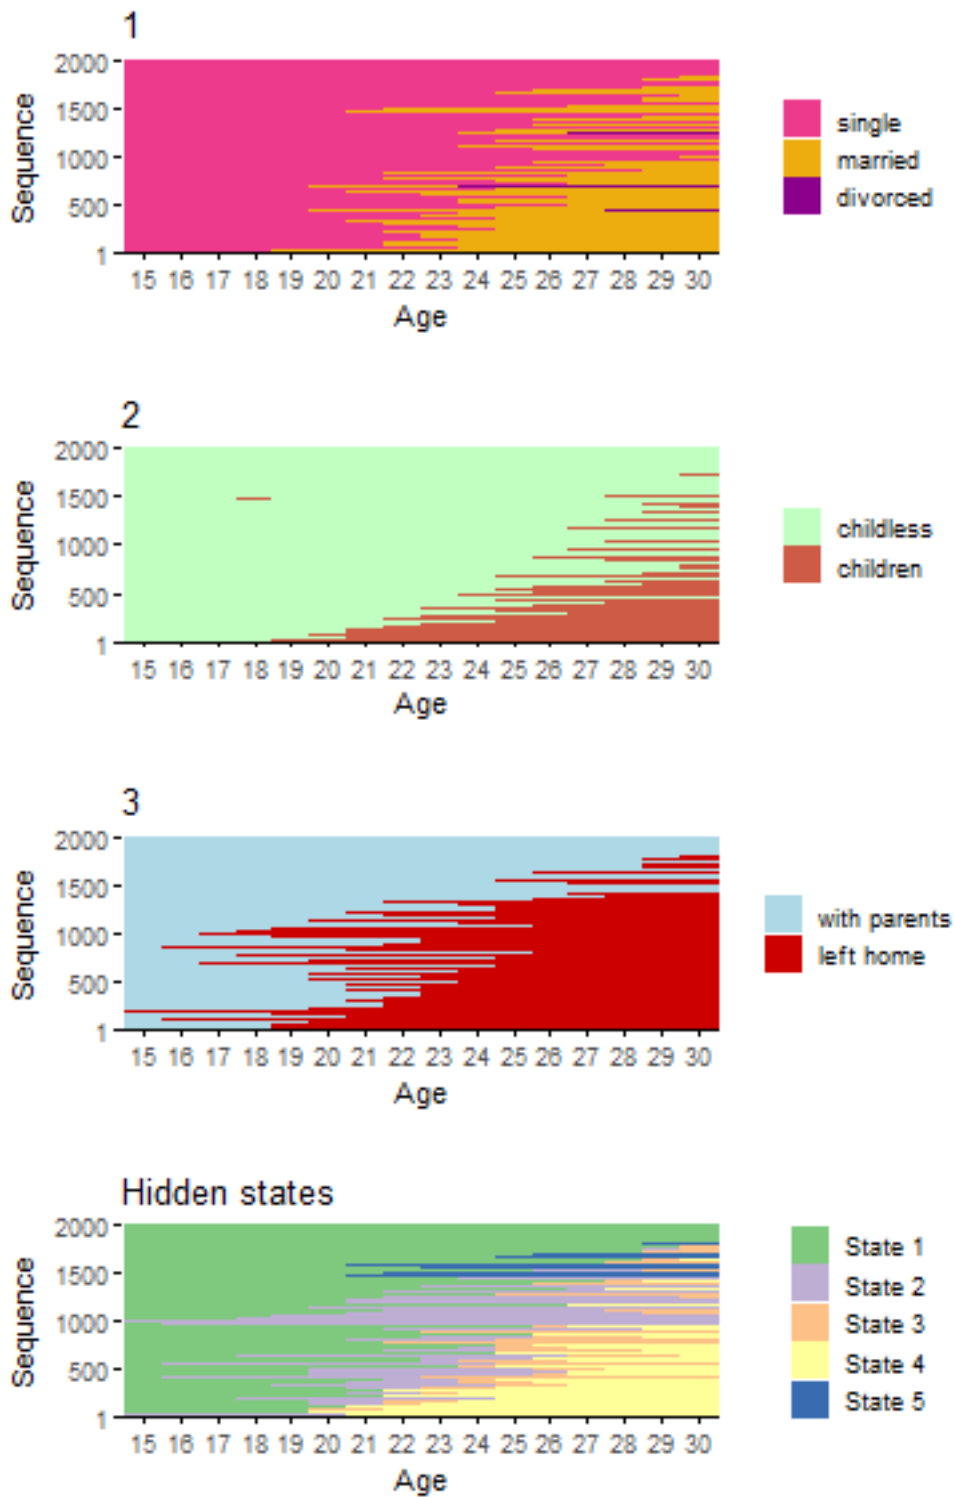 1
Sequence
2000
1500
1000
500
1
15 16 17 18 19 20 21 22 23 24 25 26 27 28 29 30
Age
single
married
divorced
2
Sequence
2000
1500
1000
500
1
15 16 17 18 19 20 21 22 23 24 25 26 27 28 29 30
Age
childless
children
3
Sequence
2000
1500
1000
500
1
15 16 17 18 19 20 21 22 23 24 25 26 27 28 29 30
Age
with parents
left home
Hidden states
Sequence
2000
1500
1000
500
1
15 16 17 18 19 20 21 22 23 24 25 26 27 28 29 30
Age
State 1
State 2
State 3
State 4
State 5